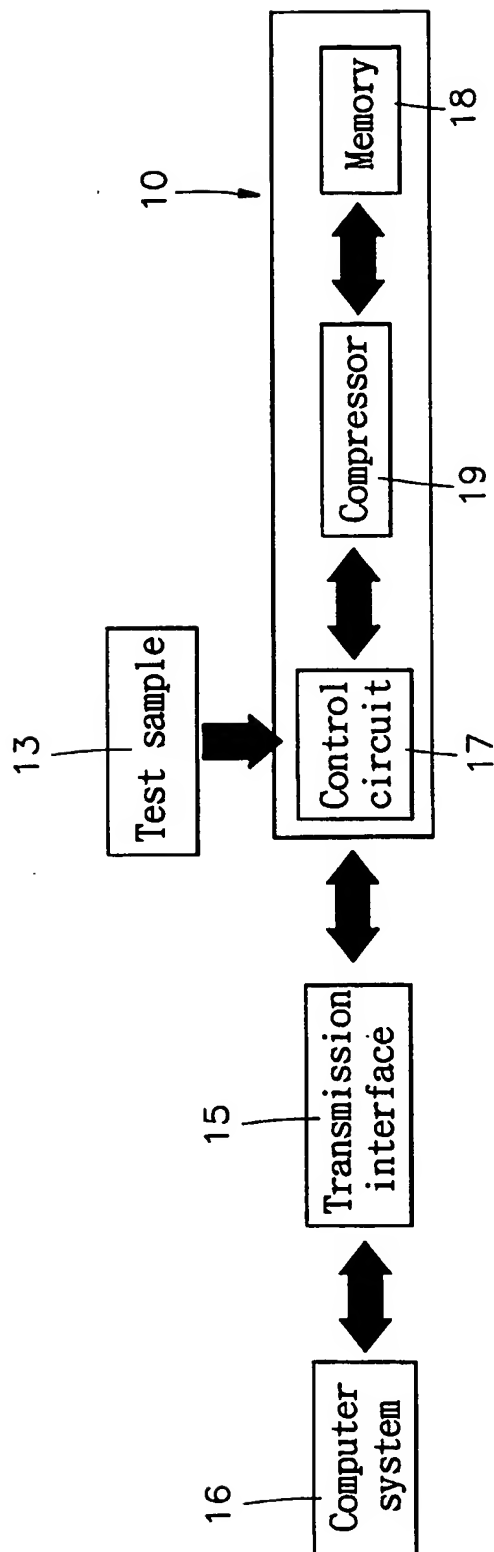 10
13
Test sample
16
Computer
system
15
Transmission
interface
Control
circuit
17
Compressor
19
Memory
18